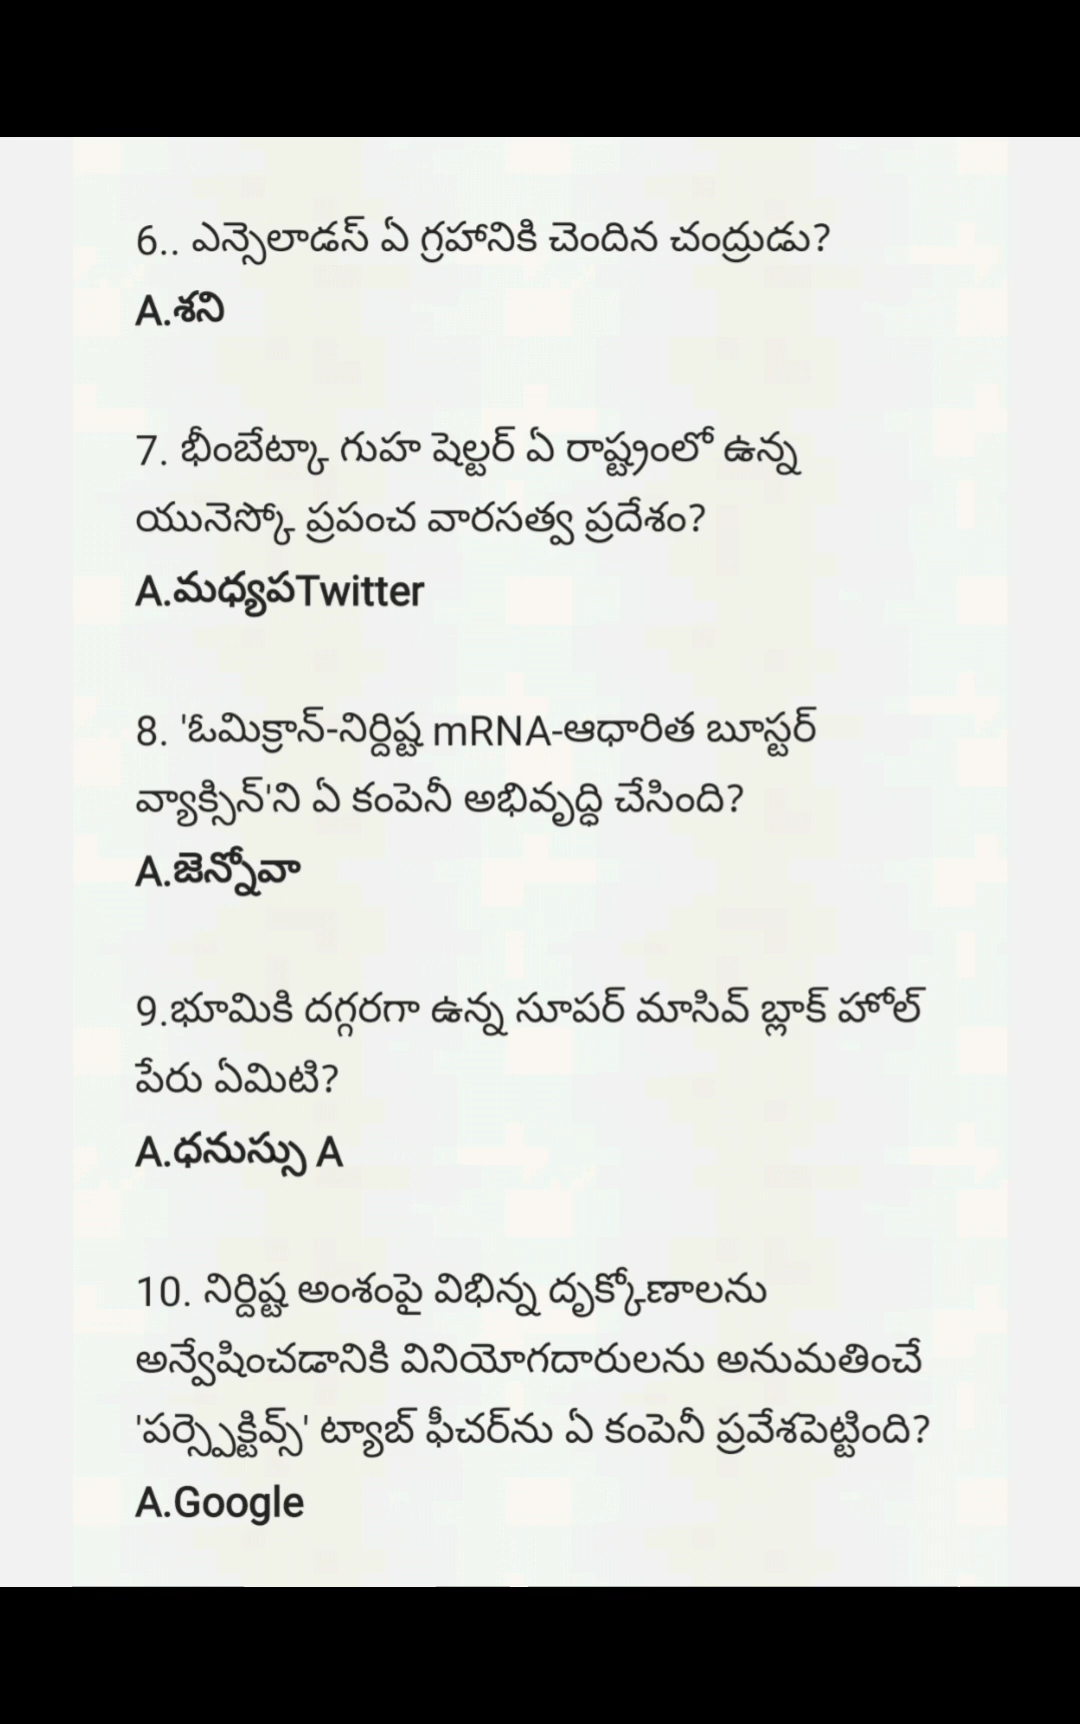 6.. ఎన్సెలాడస్ ఏ గ్రహానికి చెందిన చంద్రుడు?
A.శని
7. భీంబేట్కా గుహ షెల్టర్ ఏ రాష్ట్రంలో ఉన్న
యునెస్కో ప్రపంచ వారసత్వ ప్రదేశం?
A.మధ్యపTwitter
8. 'ఓమిక్రాన్-నిర్దిష్ట mRNA-ఆధారిత బూస్టర్
వ్యాక్సిన్'ని ఏ కంపెనీ అభివృద్ధి చేసింది?
A.జెన్నోవా
9.భూమికి దగ్గరగా ఉన్న సూపర్ మాసివ్ బ్లాక్ హోల్
పేరు ఏమిటి?
A.ధనుస్సు A
10. నిర్దిష్ట అంశంపై విభిన్న దృక్కోణాలను
అన్వేషించడానికి వినియోగదారులను అనుమతించే
'పర్స్పెక్టివ్స్' ట్యాబ్ ఫీచర్‌ను ఏ కంపెనీ ప్రవేశపెట్టింది?
A.Google